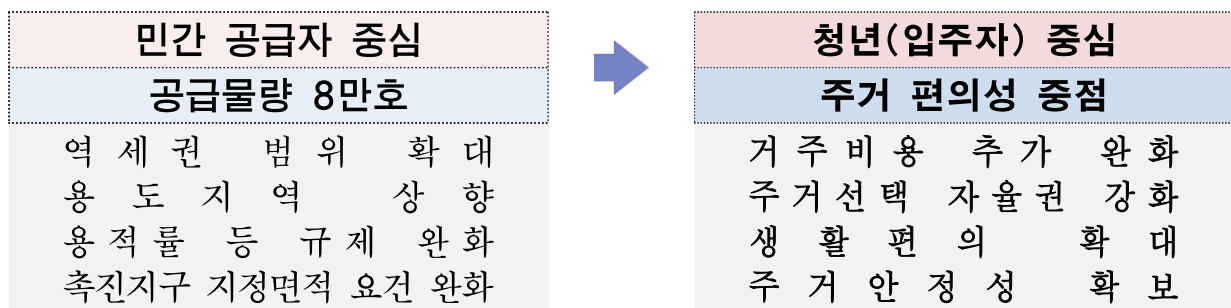 민간 공급자 중심
공급물량 8만호
역세권 범위 확대
용도지역 상향
용적률 등 규제 완화
촉진지구 지정면적 요건 완화
청년(입주자) 중심
주거 편의성 중점
거주비용 추가 완화
주거선택 자율권 강화
생활편의 확대
주거안정성 확보